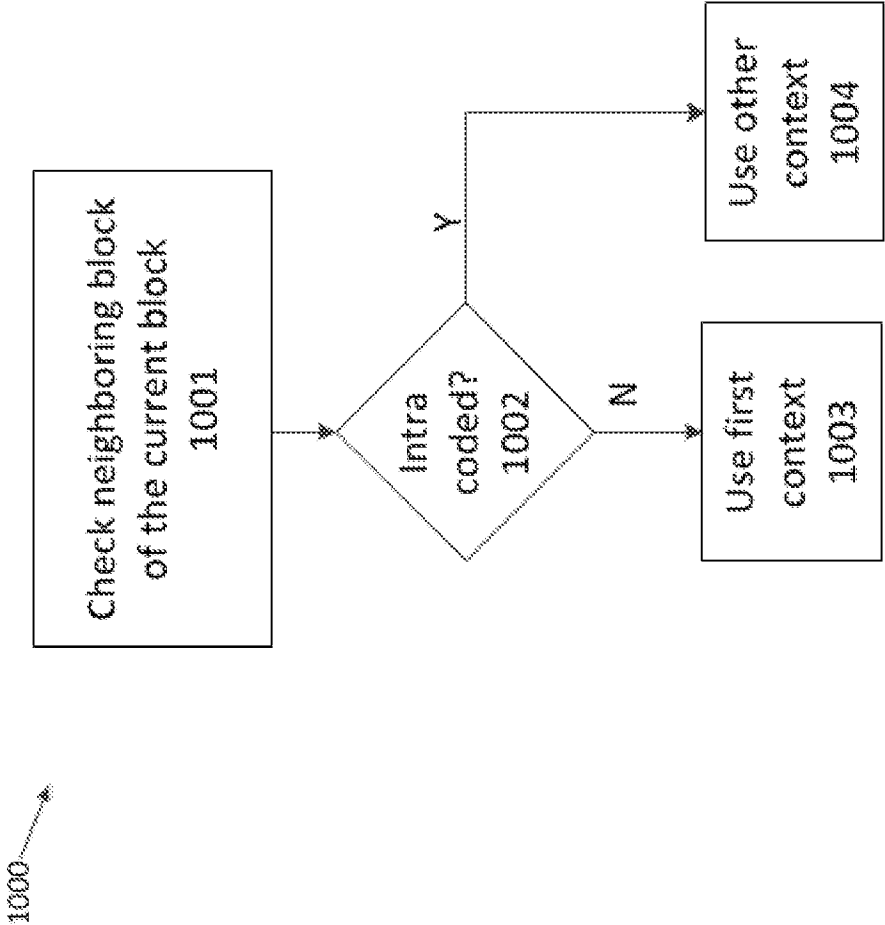 1000
Check neighboring block
of the current block
1001
Intra
coded?
1002
Y
N
Use first
context
1003
Use other
context
1004